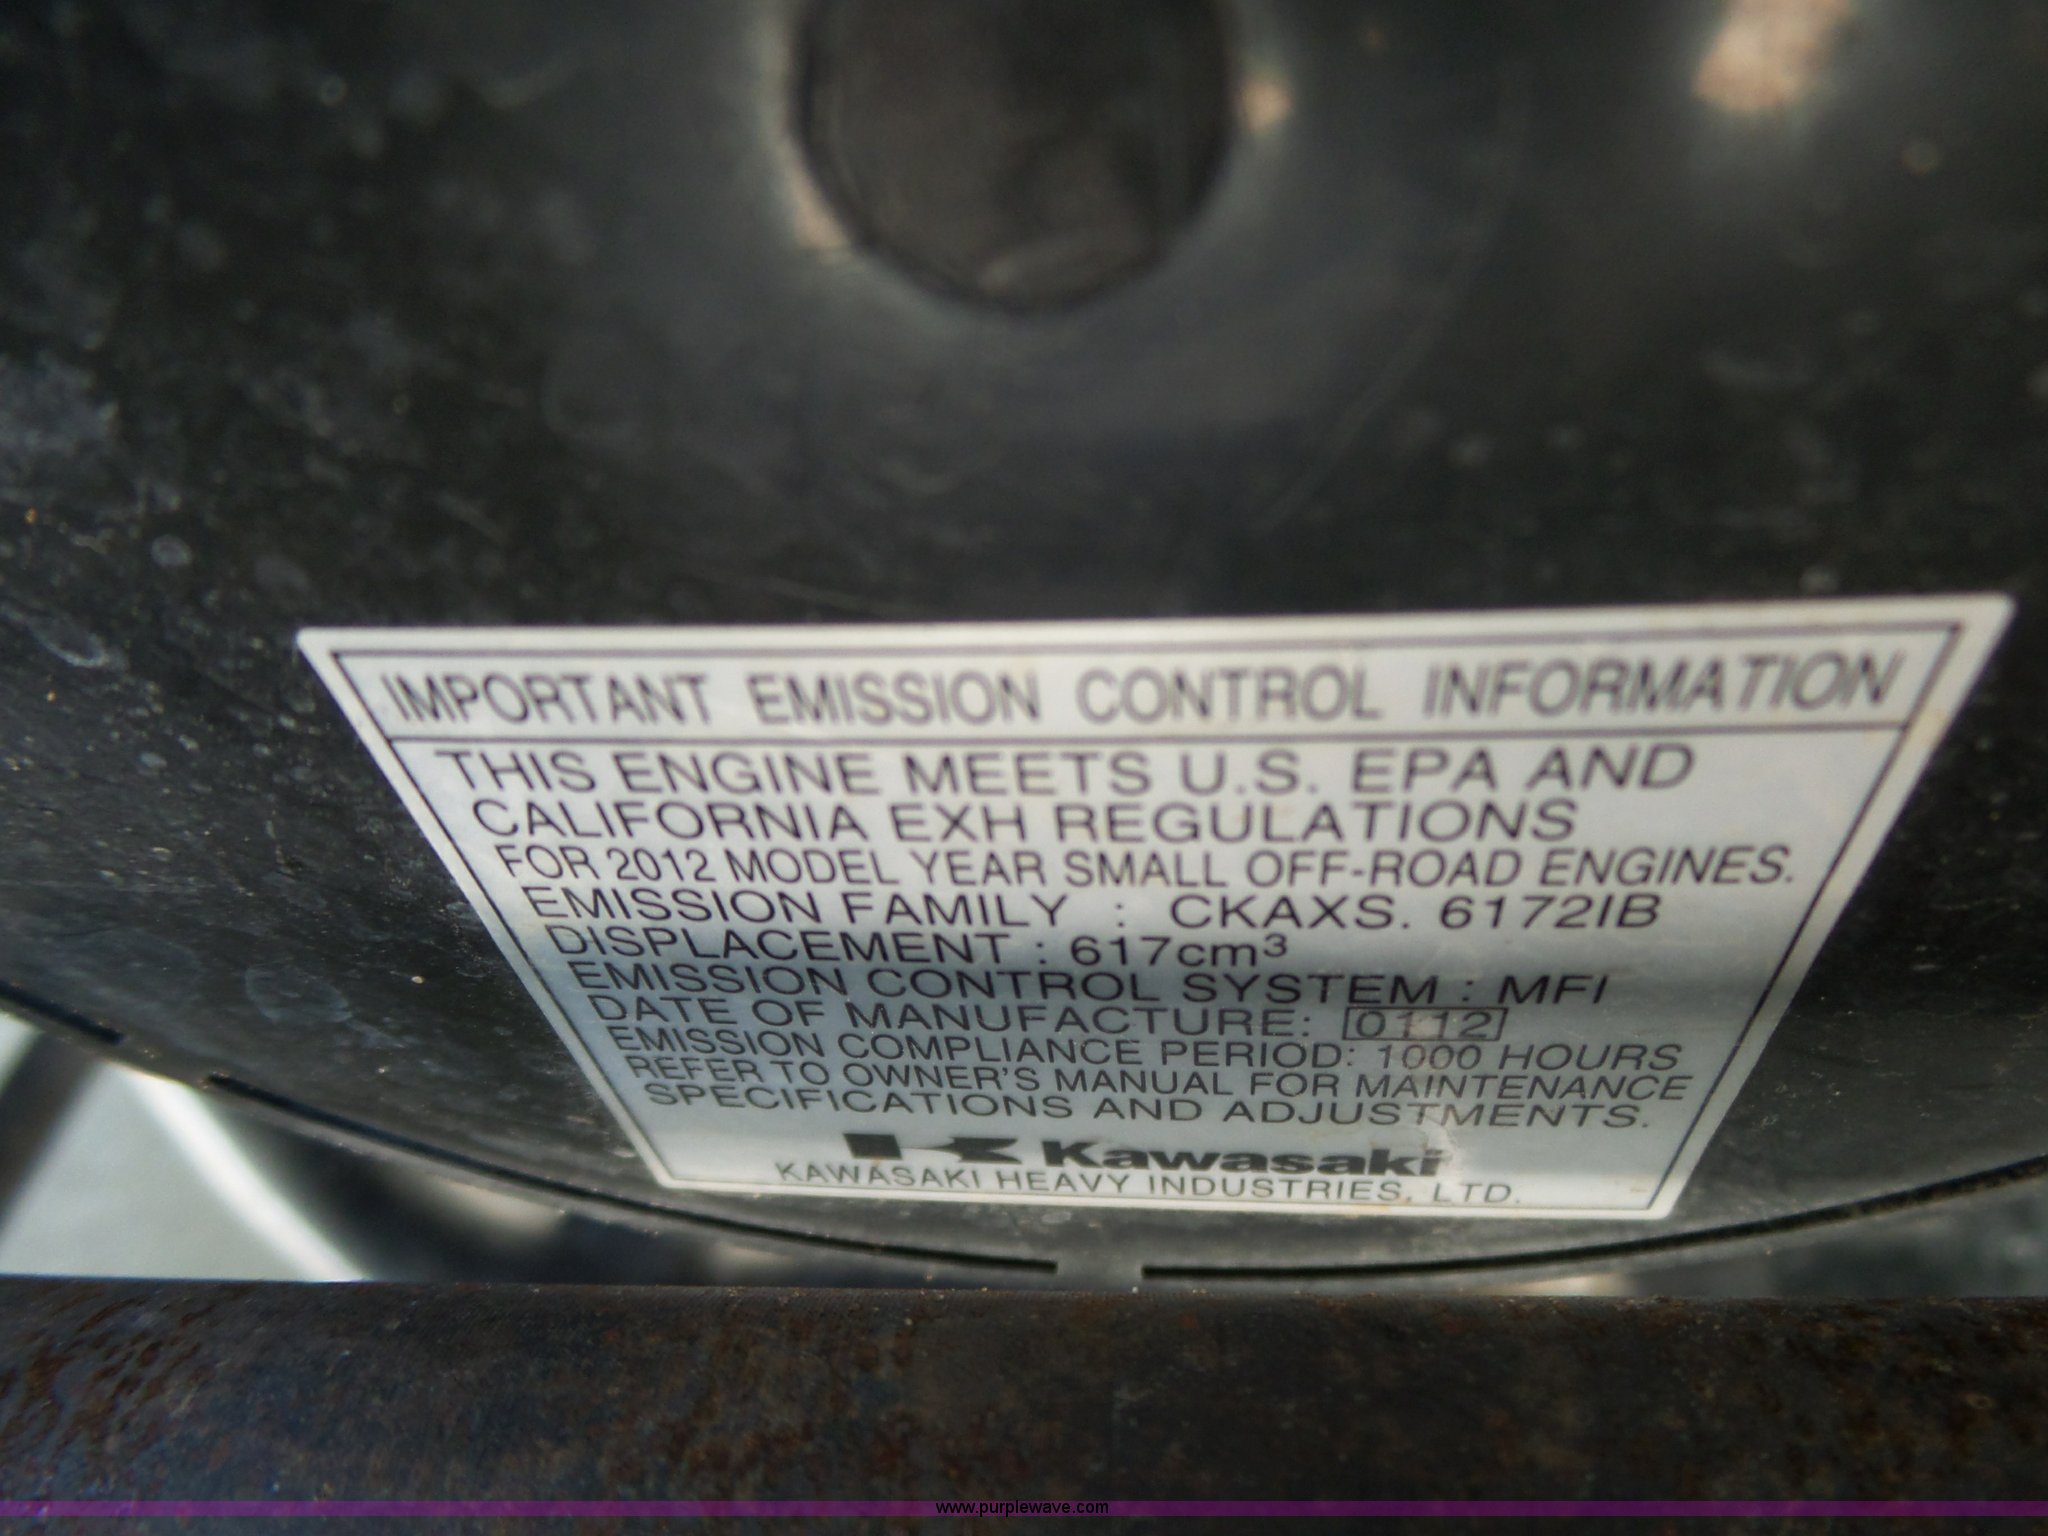 IMPORTANT EMISSION CONTROL INFORMATION
THIS ENGINE MEETS U.S. EPA AND
CALIFORNIA EXH REGULATIONS
FOR 2012 MODEL YEAR SMALL OFF-ROAD ENGINES.
EMISSION FAMILY : CKAXS. 6172IB
DISPLACEMENT : 617cm³
EMISSION CONTROL SYSTEM : MFI
DATE OF MANUFACTURE: 0112
EMISSION COMPLIANCE PERIOD: 1000 HOURS
REFER TO OWNER'S MANUAL FOR MAINTENANCE
SPECIFICATIONS AND ADJUSTMENTS.
Kawasaki
KAWASAKI HEAVY INDUSTRIES, LTD.
www.purplewave.com